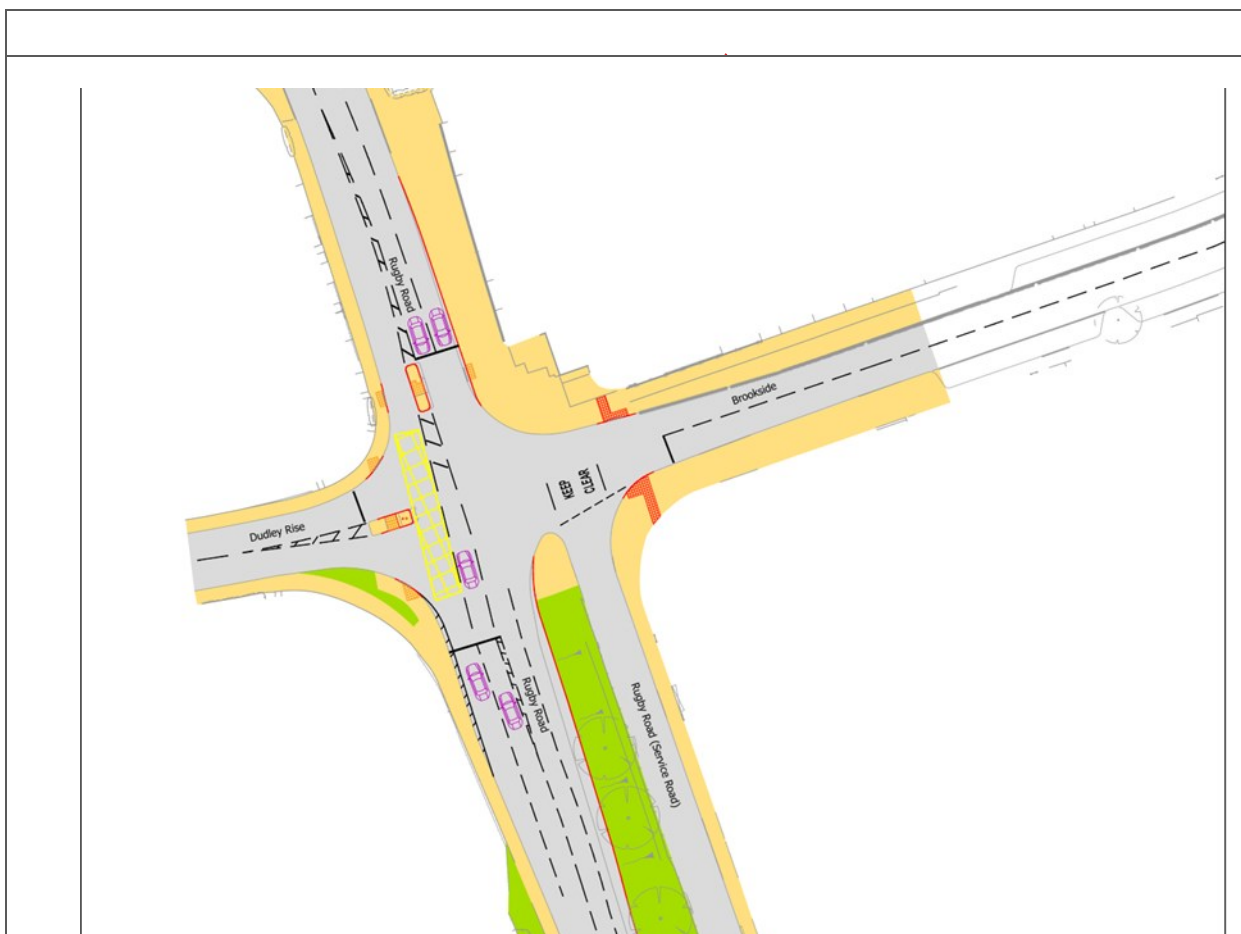 Rugby Road
Brookside
KEEP
CLEAR
Dudley Rise
Rugby Road
Rugby Road (Service Road)